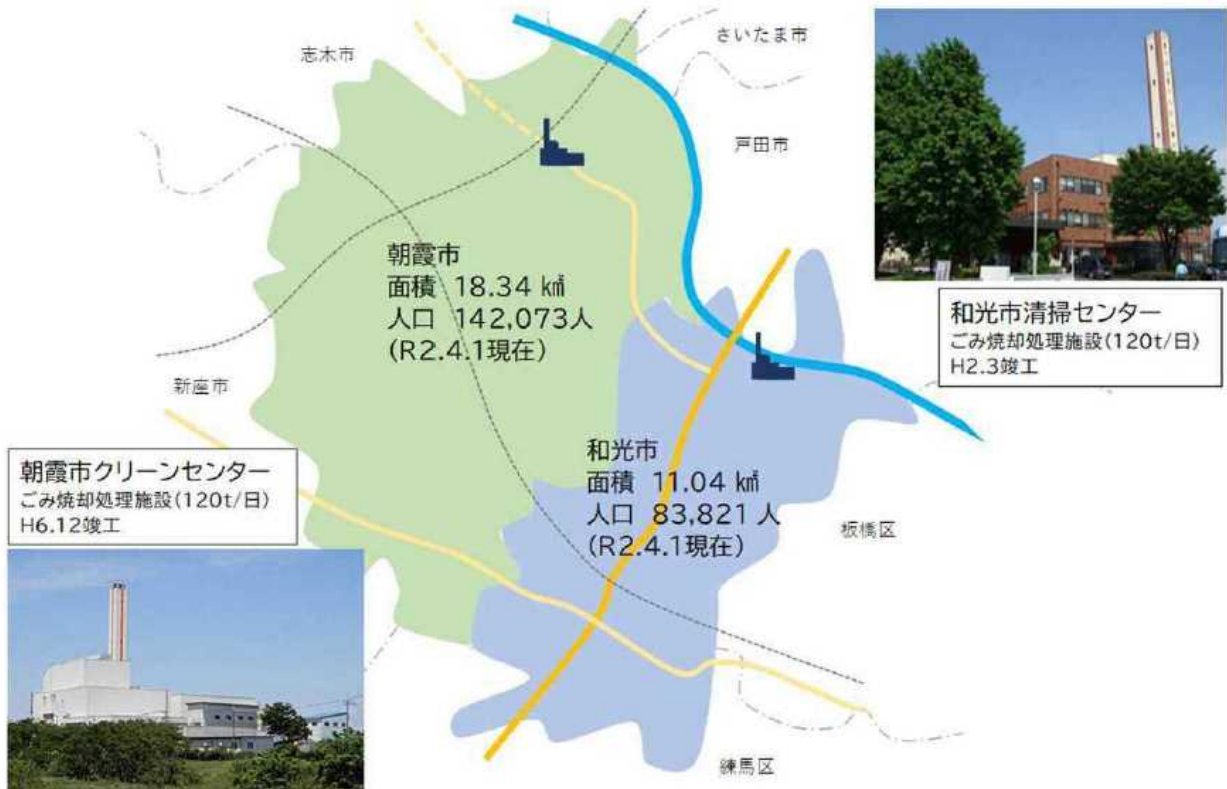 志木市
さいたま市
戸田市
朝霞市
面積 18.34 ㎢
人口 142,073人
(R2.4.1現在)
和光市清掃センター
ごみ焼却処理施設(120t/日)
H2.3竣工
新座市
和光市
面積 11.04 ㎢
人口 83,821 人
(R2.4.1現在)
朝霞市クリーンセンター
ごみ焼却処理施設(120t/日)
H6.12竣工
板橋区
練馬区